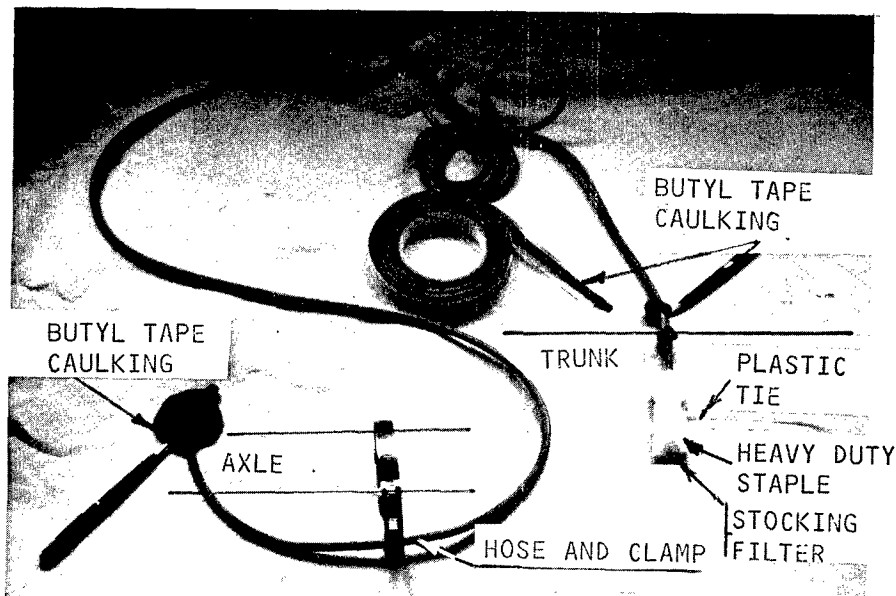 BUTYL TAPE
CAULKING
BUTYL TAPE
CAULKING
TRUNK
PLASTIC
TIE
AXLE
HEAVY DUTY
STAPLE
STOCKING
FILTER
HOSE AND CLAMP